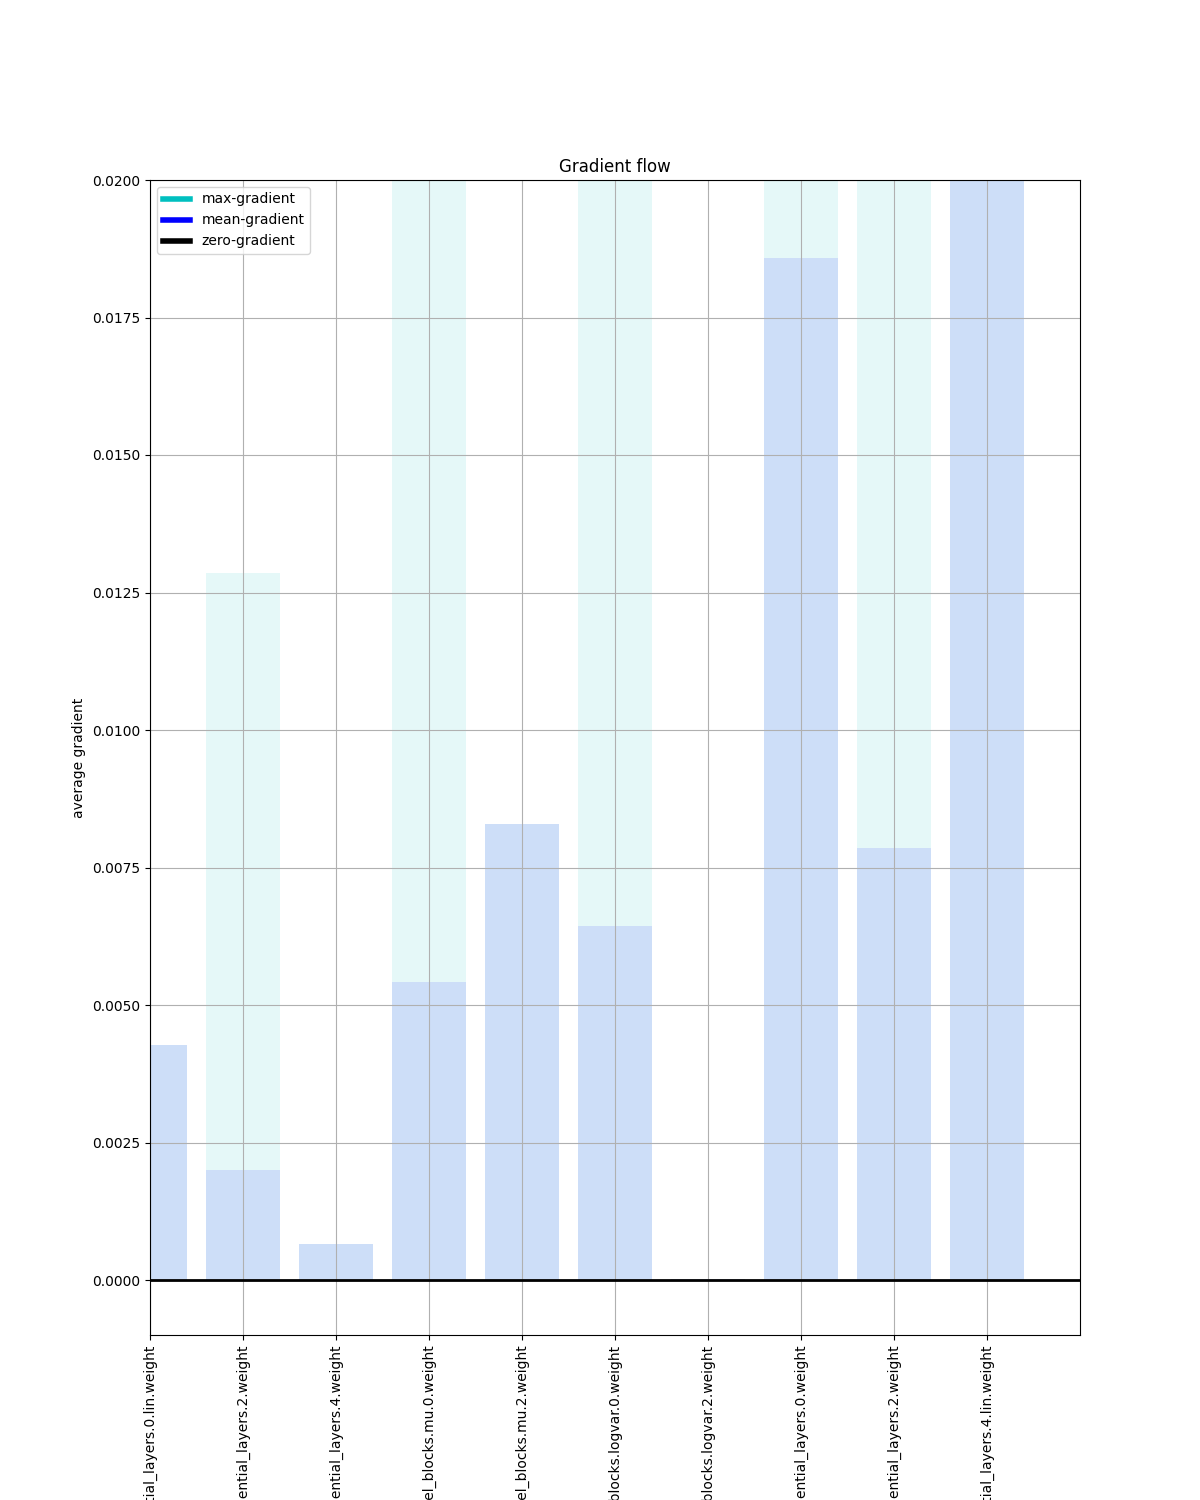 Gradient flow
max-gradient
mean-gradient
zero-gradient
0.0200
0.0175
0.0150
0.0125
0.0100
0.0075
0.0050
0.0025
0.0000
average gradient
tial_layers.0.lin.weight
ential_layers.2.weight
ential_layers.4.weight
el_blocks.mu.0.weight
el_blocks.mu.2.weight
blocks.logvar.0.weight
blocks.logvar.2.weight
ential_layers.0.weight
ential_layers.2.weight
tial_layers.4.lin.weight